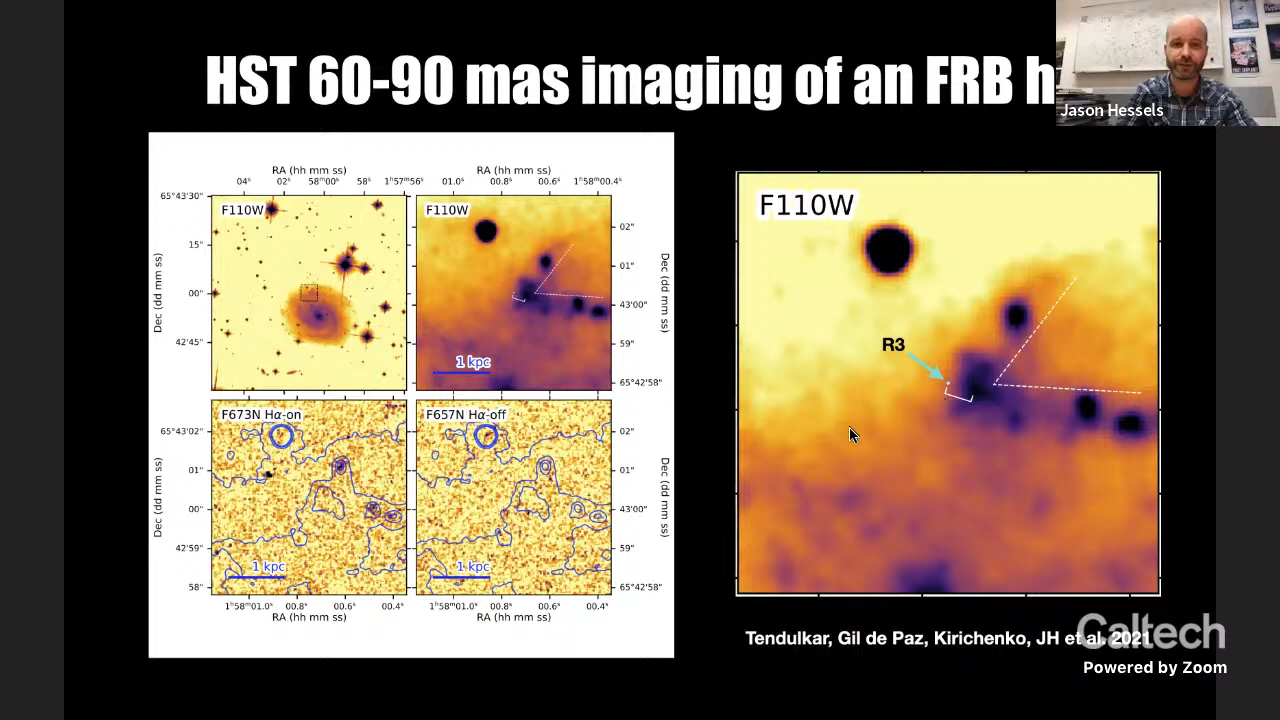 HST 60-90 mas imaging of an FRB h
Jason Hessels
RA (hh mm ss)
RA (hh mm ss)
04ˢ 02ˢ 58ᵐ00ˢ 58ˢ 1ʰ57ᵐ56ˢ
01.0ˢ 00.8ˢ 00.6ˢ 1ʰ58ᵐ00.4ˢ
65°43'30"
15"
00"
42'45"
Dec (dd mm ss)
F110W
F110W
1 kpc
02"
01"
43'00"
59"
65°42'58"
Dec (dd mm ss)
F673N Hα-on
F657N Hα-off
65°43'02"
01"
00"
42'59"
58"
Dec (dd mm ss)
1 kpc
1 kpc
02"
01"
43'00"
59"
65°42'58"
Dec (dd mm ss)
1ʰ58ᵐ01.0ˢ 00.8ˢ 00.6ˢ 00.4ˢ
1ʰ58ᵐ01.0ˢ 00.8ˢ 00.6ˢ 00.4ˢ
RA (hh mm ss)
RA (hh mm ss)
F110W
R3
Tendulkar, Gil de Paz, Kirichenko, JH et al. 2021
Caltech
Powered by Zoom